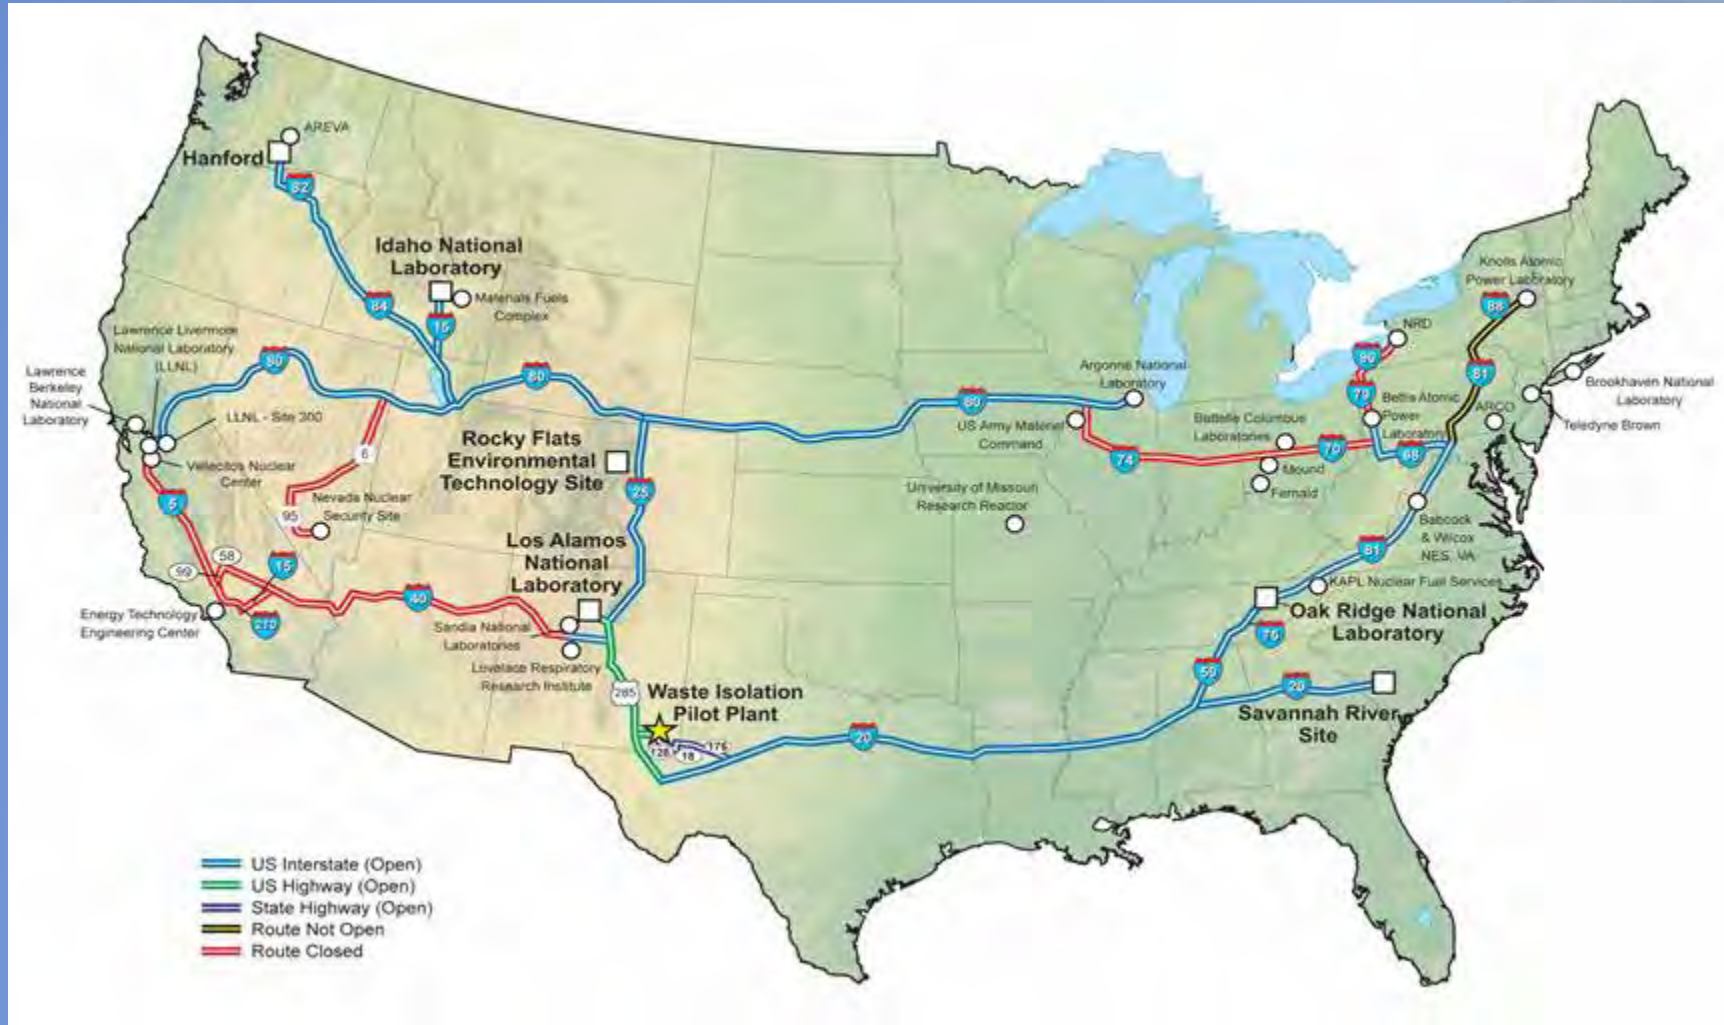 AREVA
Hanford
82
Idaho National
Laboratory
Materials Fuels
Complex
84
15
Lawrence Livermore
National Laboratory
(LLNL)
80
Lawrence
Berkeley
National
Laboratory
LLNL - Site 300
Vellecitos Nuclear
Center
5
6
95
Nevada Nuclear
Security Site
58
99
15
210
Energy Technology
Engineering Center
40
80
Rocky Flats
Environmental
Technology Site
25
Los Alamos
National
Laboratory
Sandia National
Laboratories
Lovelace Respiratory
Research Institute
285
Waste Isolation
Pilot Plant
128
18
176
20
80
Argonne National
Laboratory
US Army Materiel
Command
74
University of Missouri
Research Reactor
Battelle Columbus
Laboratories
Mound
Fernald
70
NRD
90
79
Bettis Atomic
Power
Laboratory
68
Knolls Atomic
Power Laboratory
88
81
ARCO
Brookhaven National
Laboratory
Teledyne Brown
Babcock
& Wilcox
NES, VA
81
KAPL Nuclear Fuel Services
Oak Ridge National
Laboratory
75
59
20
Savannah River
Site
US Interstate (Open)
US Highway (Open)
State Highway (Open)
Route Not Open
Route Closed